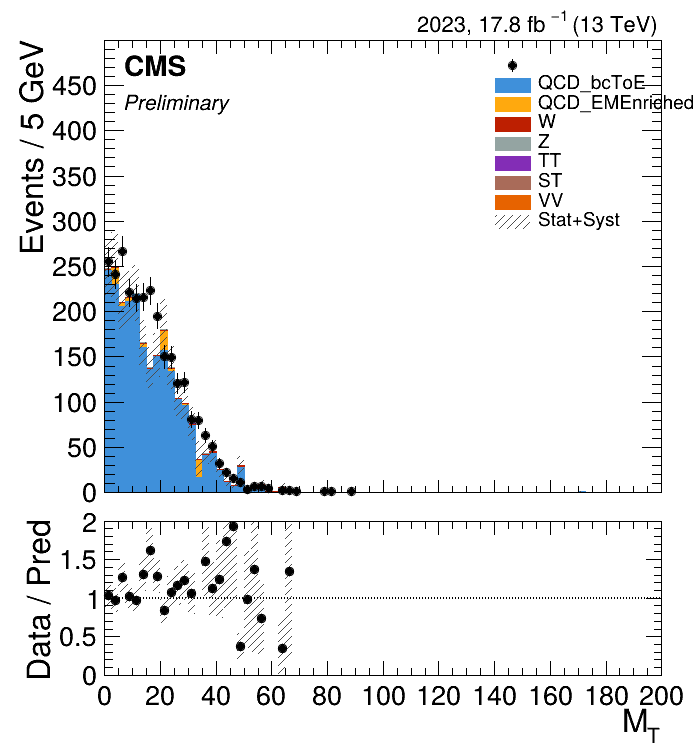 2023, 17.8 fb⁻¹ (13 TeV)
CMS
Preliminary
QCD_bcToE
QCD_EMEnriched
W
Z
TT
ST
VV
Stat+Syst
Events / 5 GeV
450
400
350
300
250
200
150
100
50
0
Data / Pred
2
1.5
1
0.5
0
0 20 40 60 80 100 120 140 160 180 200
M_T